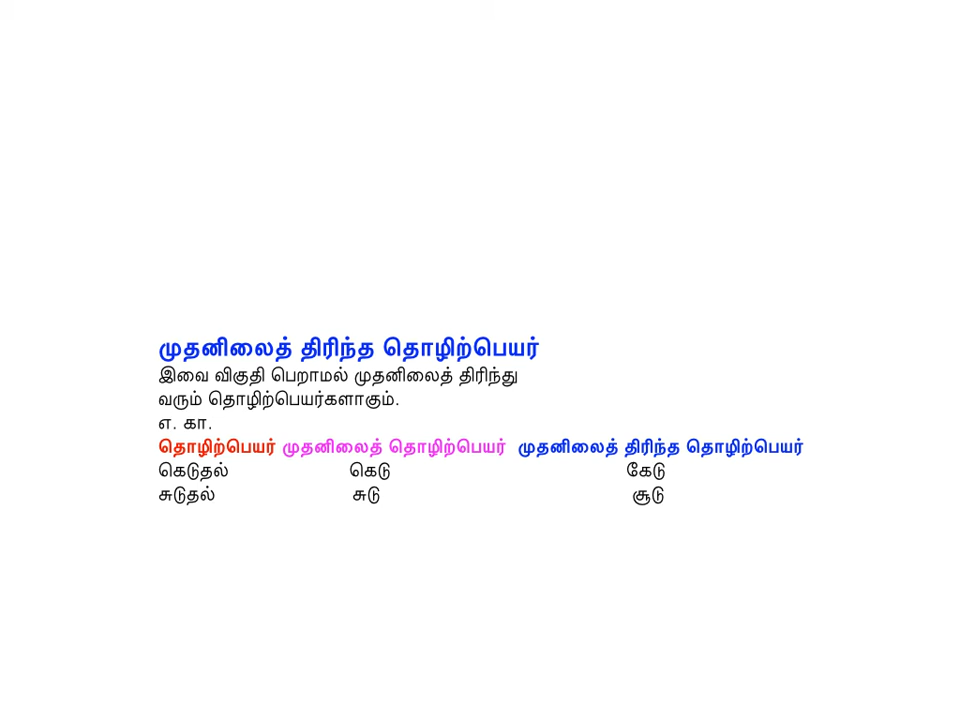 முதனிலைத் திரிந்த தொழிற்பெயர்
இவை விகுதி பெறாமல் முதனிலைத் திரிந்து
வரும் தொழிற்பெயர்களாகும்.
எ. கா.
தொழிற்பெயர் முதனிலைத் தொழிற்பெயர் முதனிலைத் திரிந்த தொழிற்பெயர்
கெடுதல் கெடு கேடு
சுடுதல் சுடு சூடு